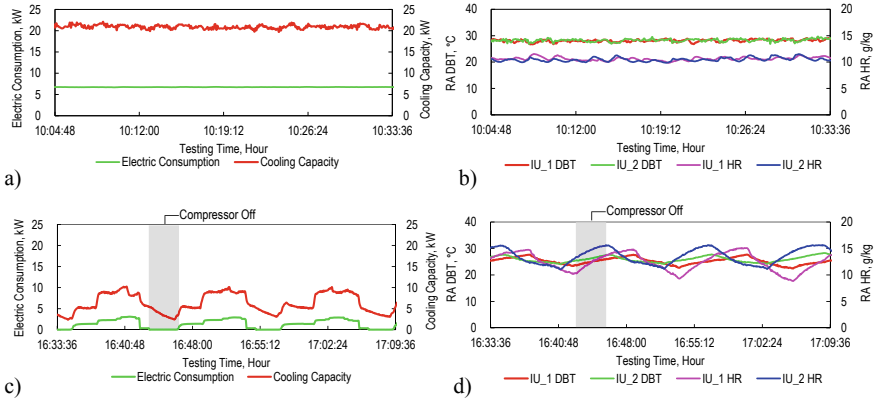 Electric Consumption, kW
25
20
15
10
5
0
25
20
15
10
5
0
Cooling Capacity, kW
10:04:48 10:12:00 10:19:12 10:26:24 10:33:36
Testing Time, Hour
Electric Consumption Cooling Capacity
a)
RA DBT, °C
40
30
20
10
0
20
15
10
5
0
RA HR, g/kg
10:04:48 10:12:00 10:19:12 10:26:24 10:33:36
Testing Time, Hour
IU_1 DBT IU_2 DBT IU_1 HR IU_2 HR
b)
Compressor Off
Electric Consumption, kW
25
20
15
10
5
0
25
20
15
10
5
0
Cooling Capacity, kW
16:33:36 16:40:48 16:48:00 16:55:12 17:02:24 17:09:36
Testing Time, Hour
Electric Consumption Cooling Capacity
c)
Compressor Off
RA DBT, °C
40
30
20
10
0
20
15
10
5
0
RA HR, g/kg
16:33:36 16:40:48 16:48:00 16:55:12 17:02:24 17:09:36
Testing Time, Hour
IU_1 DBT IU_2 DBT IU_1 HR IU_2 HR
d)